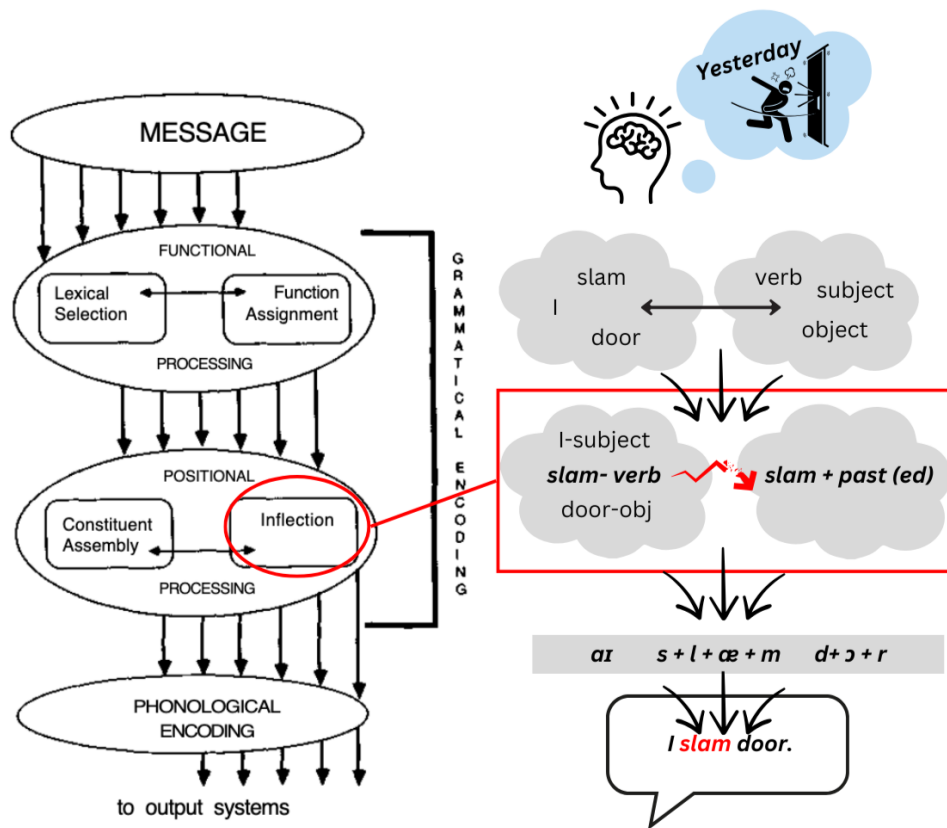 MESSAGE
FUNCTIONAL
Lexical
Selection
Function
Assignment
PROCESSING
POSITIONAL
Constituent
Assembly
Inflection
PROCESSING
PHONOLOGICAL
ENCODING
to output systems
GRAMMATICAL ENCODING
Yesterday
slam
I
door
verb
subject
object
I-subject
slam- verb
door-obj
slam + past (ed)
aɪ s + l + æ + m d+ ɔ + r
I slam door.